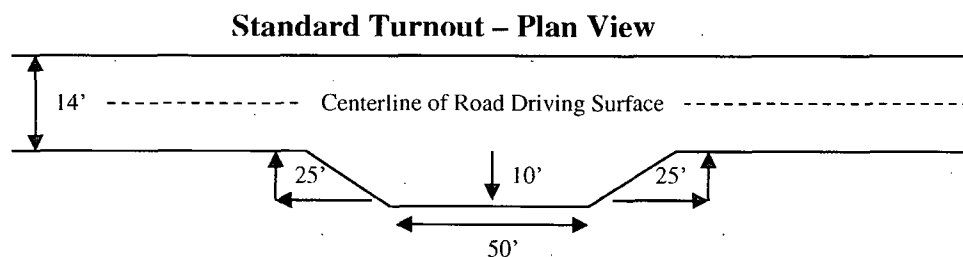 Standard Turnout – Plan View
14'
Centerline of Road Driving Surface
25'
10'
25'
50'